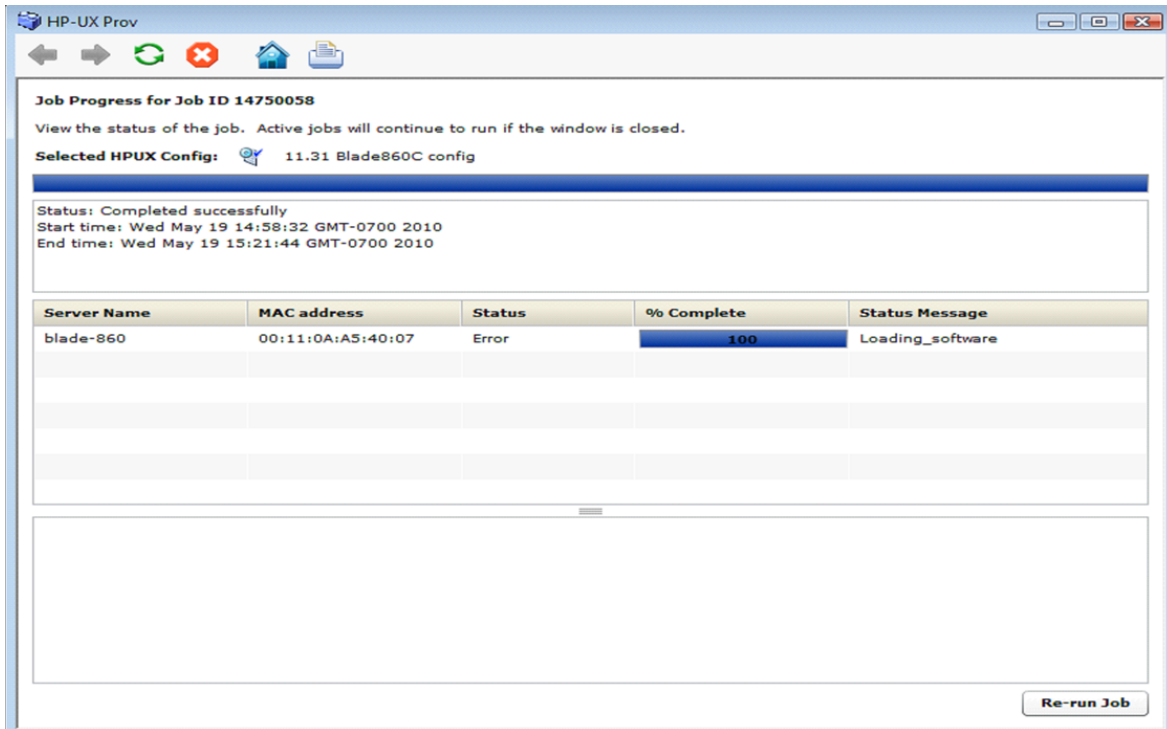 HP-UX Prov
Job Progress for Job ID 14750058
View the status of the job. Active jobs will continue to run if the window is closed.
Selected HPUX Config: 11.31 Blade860C config
Status: Completed successfully
Start time: Wed May 19 14:58:32 GMT-0700 2010
End time: Wed May 19 15:21:44 GMT-0700 2010
Server Name MAC address Status % Complete Status Message
blade-860 00:11:0A:A5:40:07 Error 100 Loading_software
Re-run Job